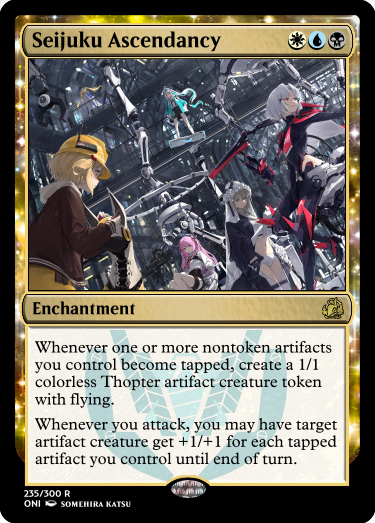 Seijuku Ascendancy
Enchantment
Whenever one or more nontoken artifacts
you control become tapped, create a 1/1
colorless Thopter artifact creature token
with flying.
Whenever you attack, you may have target
artifact creature get +1/+1 for each tapped
artifact you control until end of turn.
235/300 R
ONI SOMEHIRA KATSU